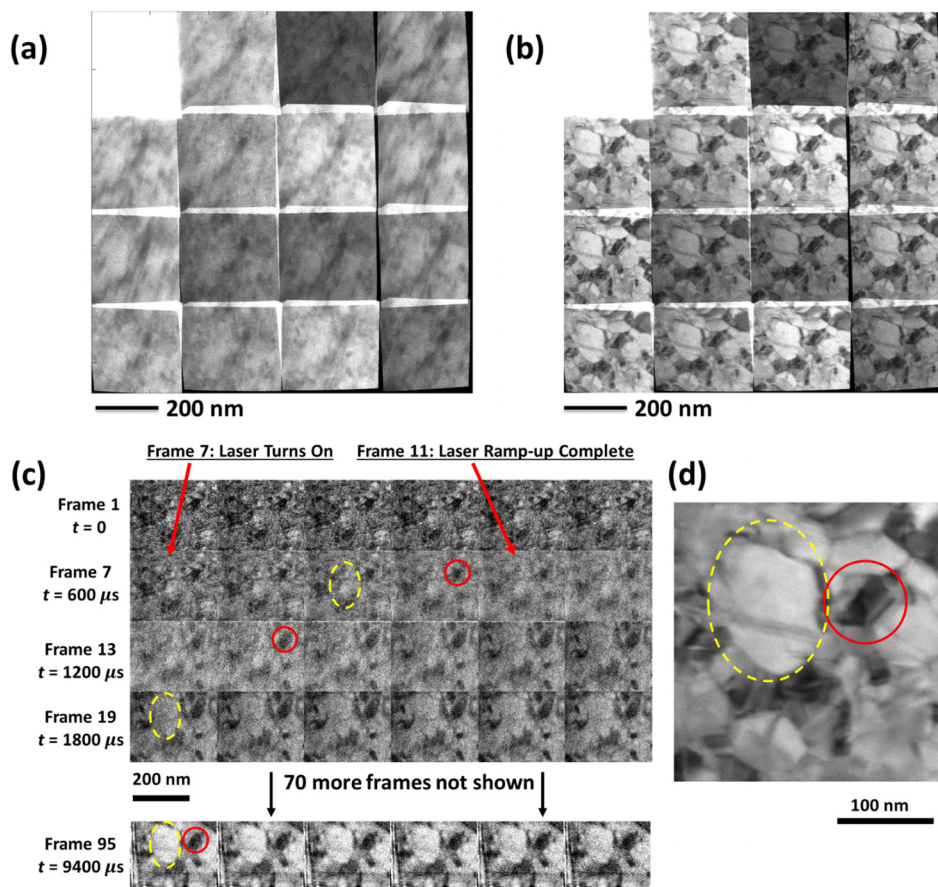 (a)
200 nm
(b)
200 nm
(c)
Frame 7: Laser Turns On
Frame 11: Laser Ramp-up Complete
Frame 1
t = 0
Frame 7
t = 600 μs
Frame 13
t = 1200 μs
Frame 19
t = 1800 μs
200 nm
70 more frames not shown
Frame 95
t = 9400 μs
(d)
100 nm